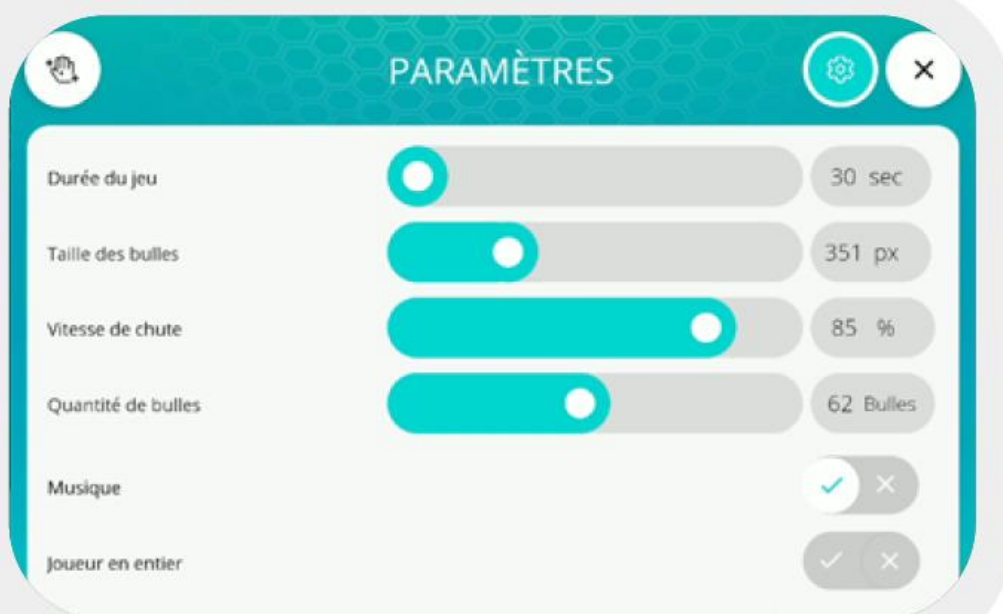 PARAMÈTRES
Durée du jeu 30 sec
Taille des bulles 351 px
Vitesse de chute 85 %
Quantité de bulles 62 Bulles
Musique
Joueur en entier